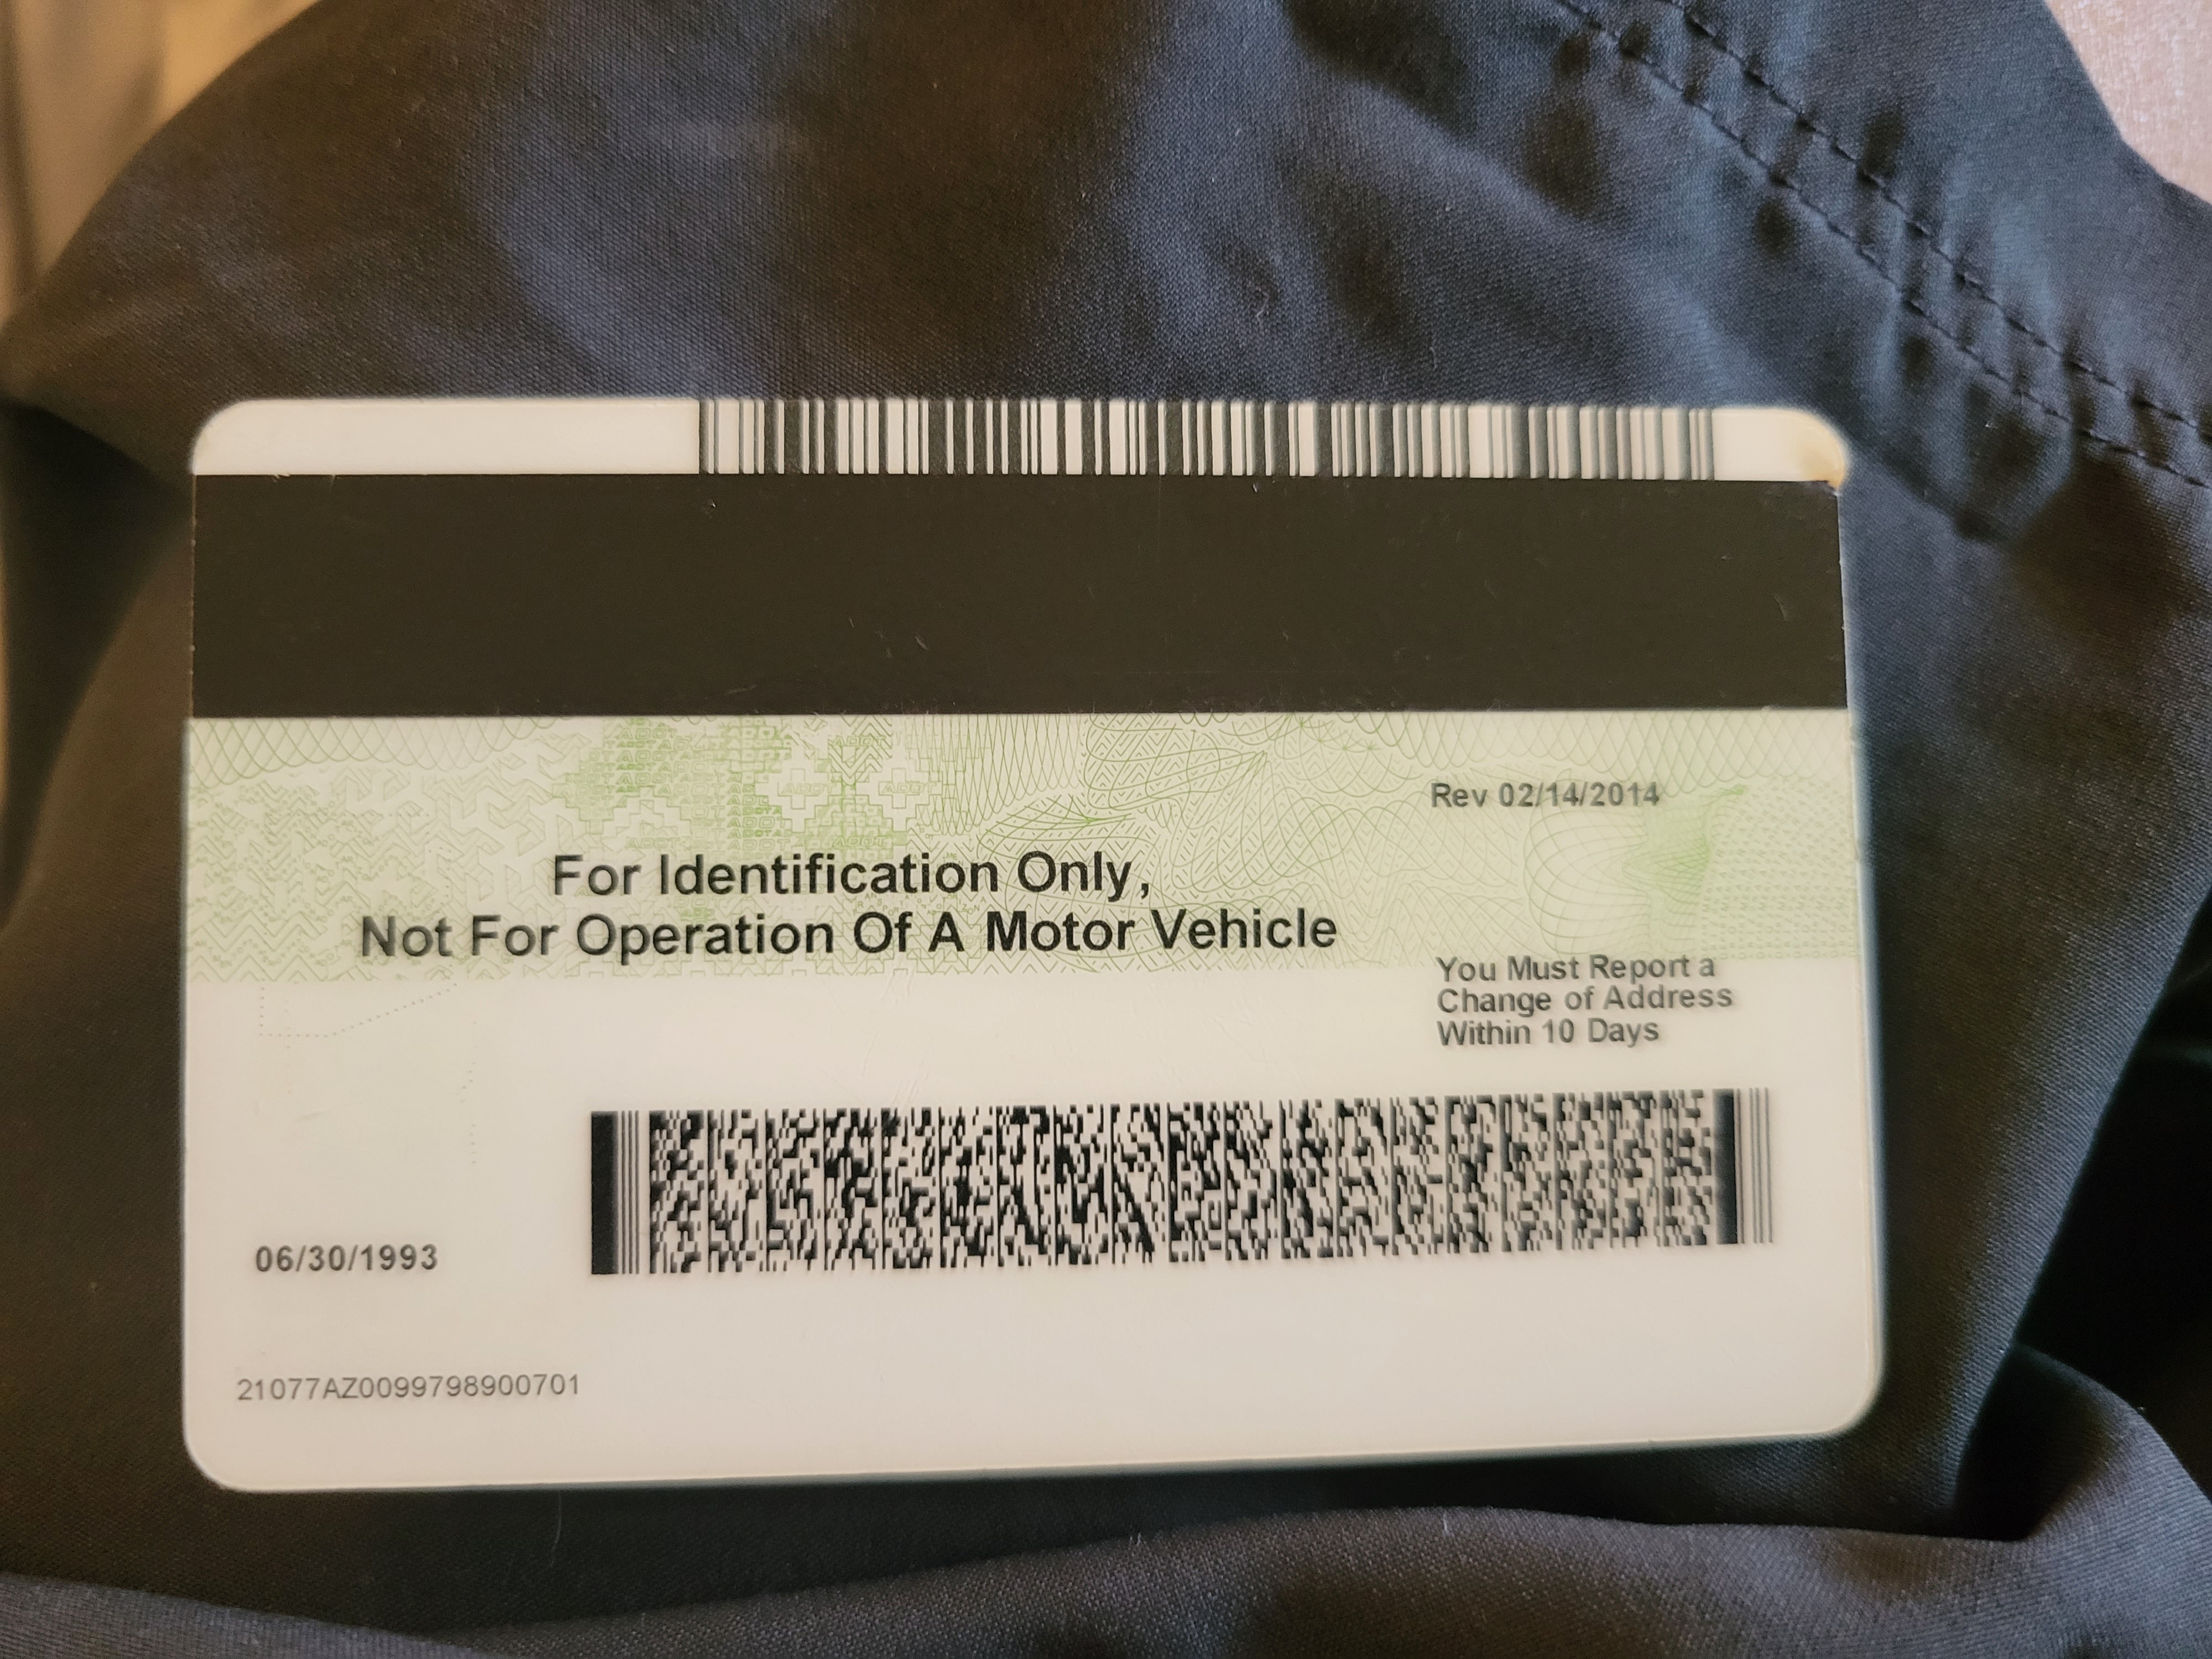 Rev 02/14/2014
For Identification Only,
Not For Operation Of A Motor Vehicle
You Must Report a
Change of Address
Within 10 Days
06/30/1993
21077AZ0099798900701